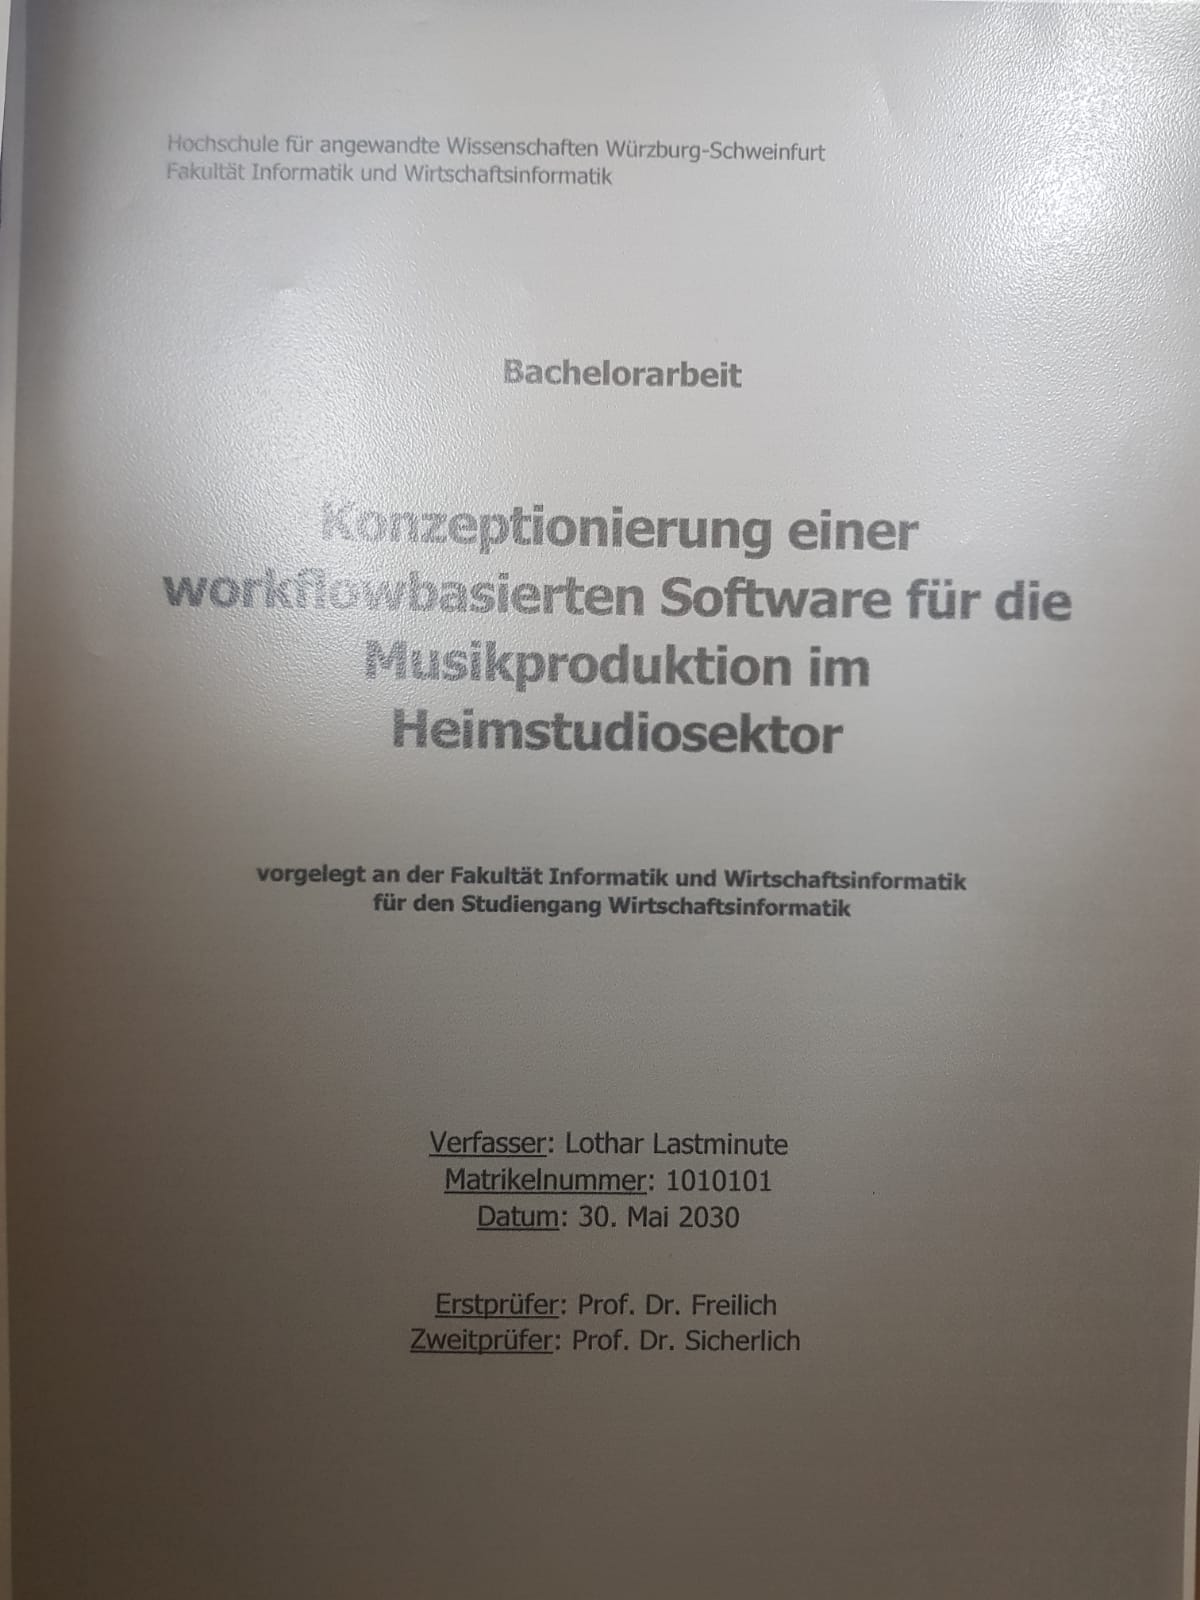 Hochschule für angewandte Wissenschaften Würzburg-Schweinfurt
Fakultät Informatik und Wirtschaftsinformatik
Bachelorarbeit
Konzeptionierung einer
workflowbasierten Software für die
Musikproduktion im
Heimstudiosektor
vorgelegt an der Fakultät Informatik und Wirtschaftsinformatik
für den Studiengang Wirtschaftsinformatik
Verfasser: Lothar Lastminute
Matrikelnummer: 1010101
Datum: 30. Mai 2030
Erstprüfer: Prof. Dr. Freilich
Zweitprüfer: Prof. Dr. Sicherlich